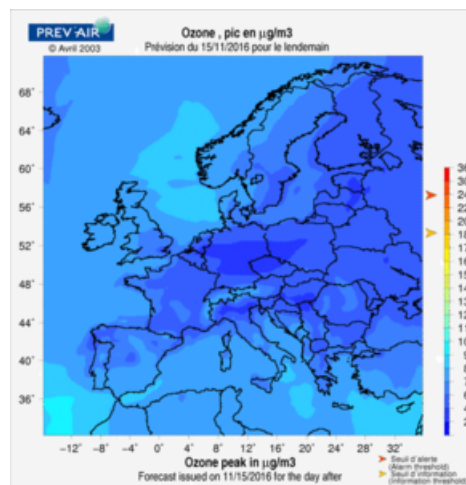 PREV'AIR
© Avril 2003
Ozone , pic en µg/m3
Prévision du 15/11/2016 pour le lendemain
68°
64°
60°
56°
52°
48°
44°
40°
36°
-12° -8° -4° 0° 4° 8° 12° 16° 20° 24° 28° 32°
Ozone peak in µg/m3
Forecast issued on 11/15/2016 for the day after
Seuil d'alerte
(Alarm threshold)
Seuil d'information
(Information threshold)